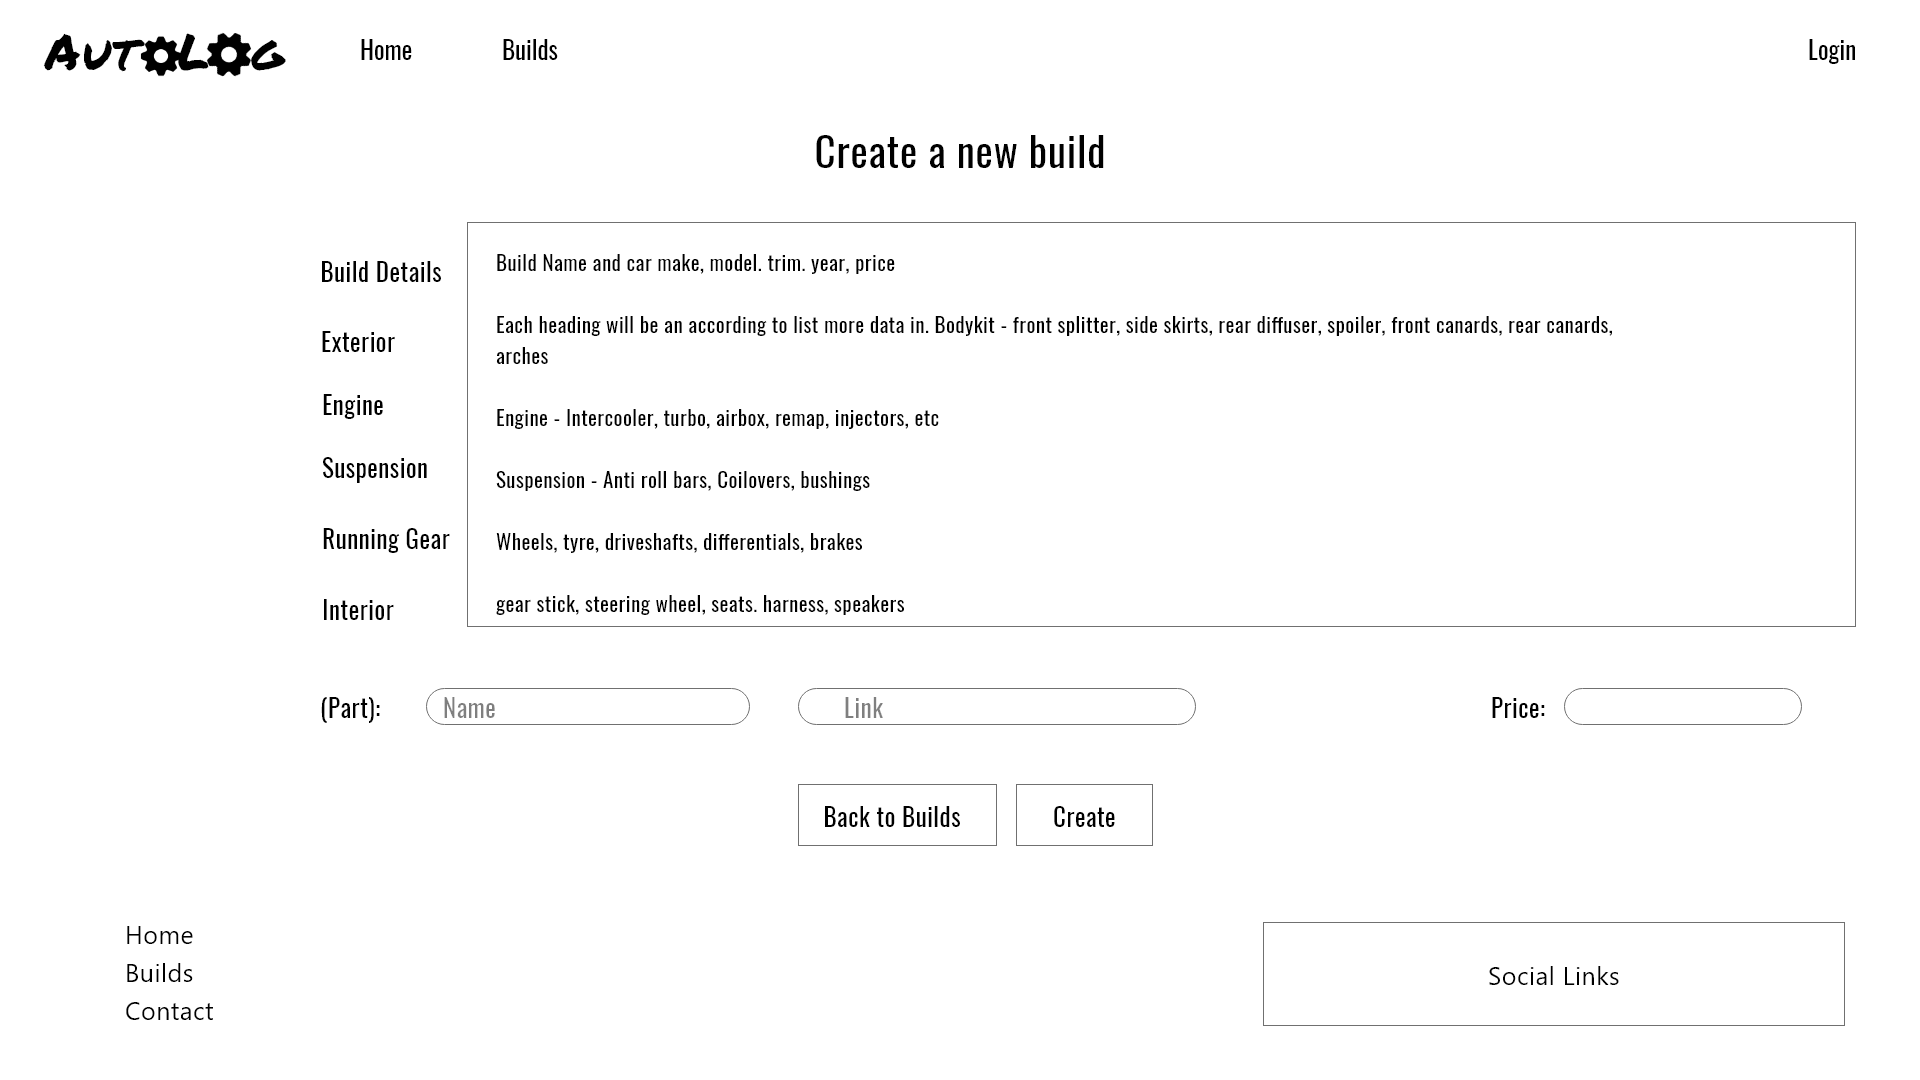 AutoLog
Home
Builds
Login
Create a new build
Build Details
Exterior
Engine
Suspension
Running Gear
Interior
Build Name and car make, model. trim. year, price
Each heading will be an according to list more data in. Bodykit - front splitter, side skirts, rear diffuser, spoiler, front canards, rear canards,
arches
Engine - Intercooler, turbo, airbox, remap, injectors, etc
Suspension - Anti roll bars, Coilovers, bushings
Wheels, tyre, driveshafts, differentials, brakes
gear stick, steering wheel, seats. harness, speakers
(Part):
Name
Link
Price:
Back to Builds
Create
Home
Builds
Contact
Social Links